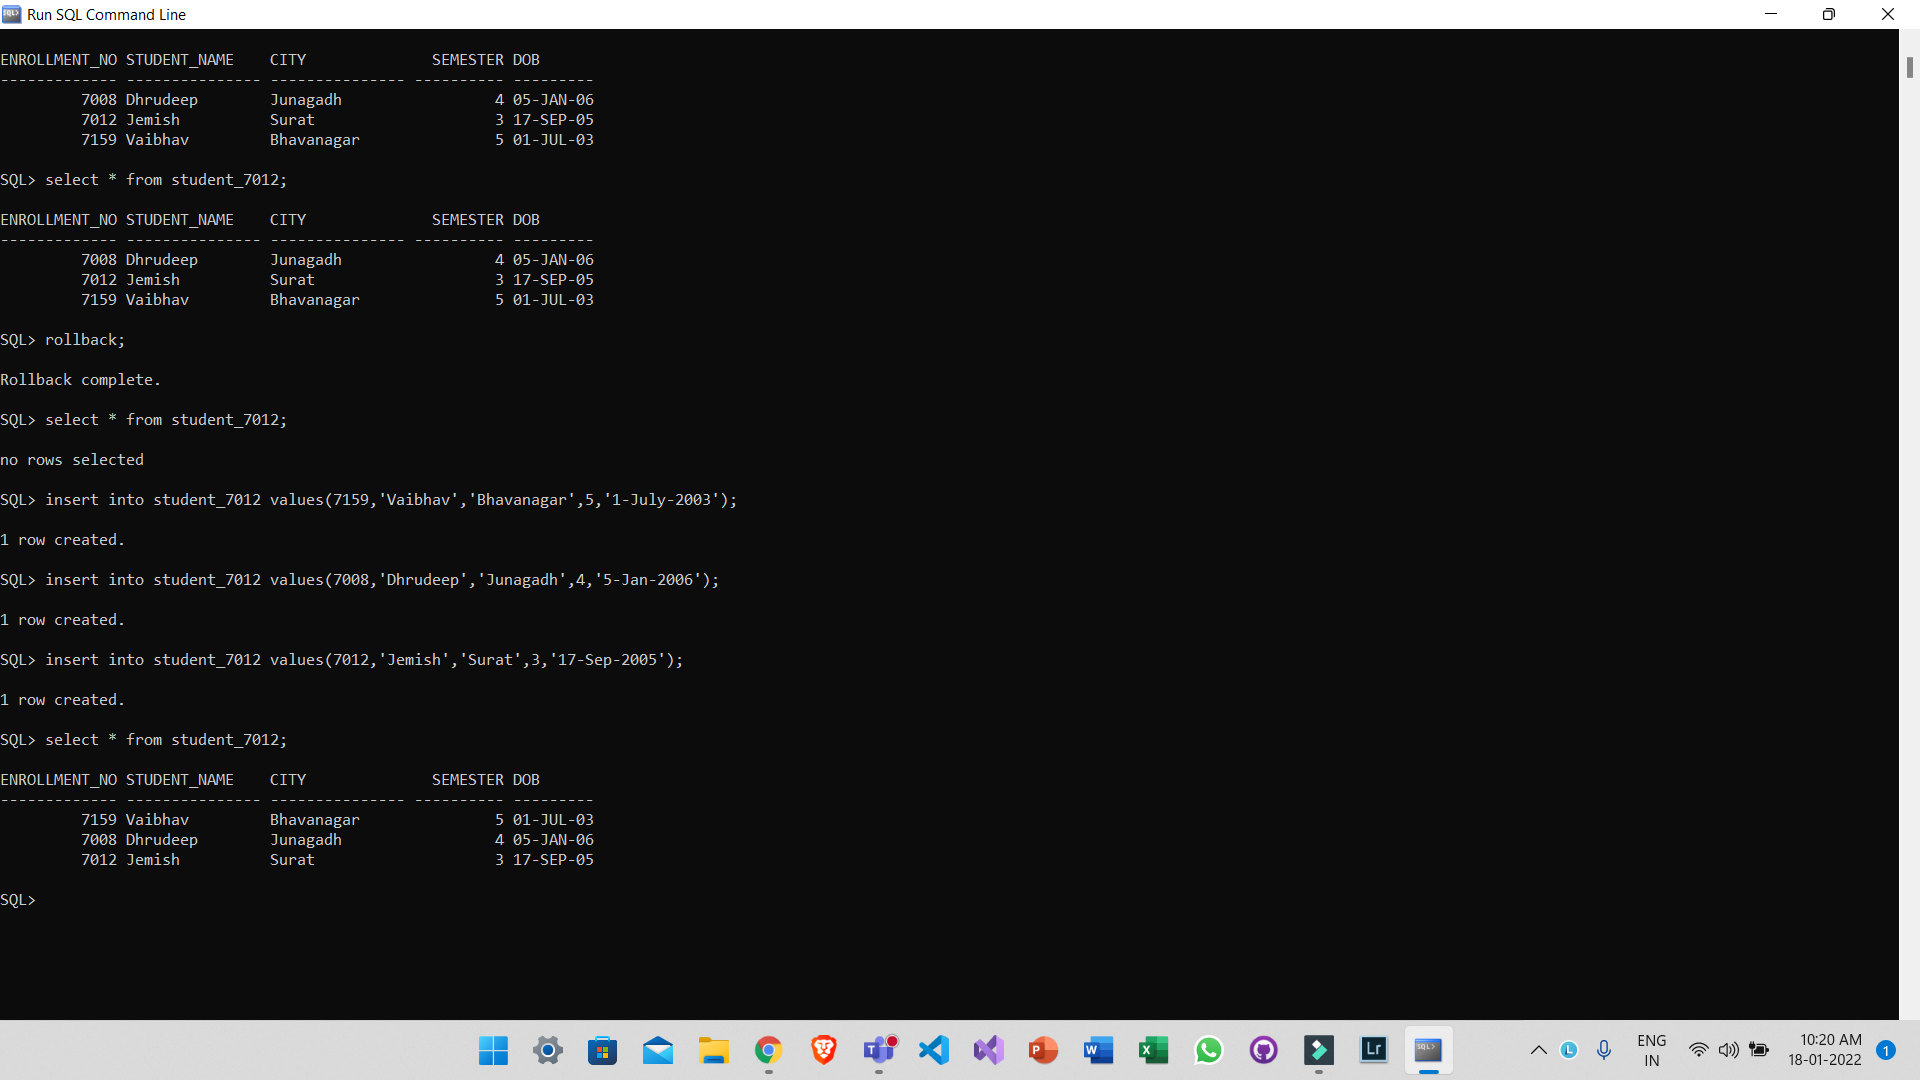 Run SQL Command Line
ENROLLMENT_NO STUDENT_NAME    CITY              SEMESTER DOB
------------- --------------- --------------- ---------- ---------
         7008 Dhrudeep        Junagadh                 4 05-JAN-06
         7012 Jemish          Surat                    3 17-SEP-05
         7159 Vaibhav         Bhavanagar               5 01-JUL-03
SQL> select * from student_7012;
ENROLLMENT_NO STUDENT_NAME    CITY              SEMESTER DOB
------------- --------------- --------------- ---------- ---------
         7008 Dhrudeep        Junagadh                 4 05-JAN-06
         7012 Jemish          Surat                    3 17-SEP-05
         7159 Vaibhav         Bhavanagar               5 01-JUL-03
SQL> rollback;
Rollback complete.
SQL> select * from student_7012;
no rows selected
SQL> insert into student_7012 values(7159,'Vaibhav','Bhavanagar',5,'1-July-2003');
1 row created.
SQL> insert into student_7012 values(7008,'Dhrudeep','Junagadh',4,'5-Jan-2006');
1 row created.
SQL> insert into student_7012 values(7012,'Jemish','Surat',3,'17-Sep-2005');
1 row created.
SQL> select * from student_7012;
ENROLLMENT_NO STUDENT_NAME    CITY              SEMESTER DOB
------------- --------------- --------------- ---------- ---------
         7159 Vaibhav         Bhavanagar               5 01-JUL-03
         7008 Dhrudeep        Junagadh                 4 05-JAN-06
         7012 Jemish          Surat                    3 17-SEP-05
SQL>
T P W X Lr SQL> L
ENG
IN
10:20 AM
18-01-2022
1